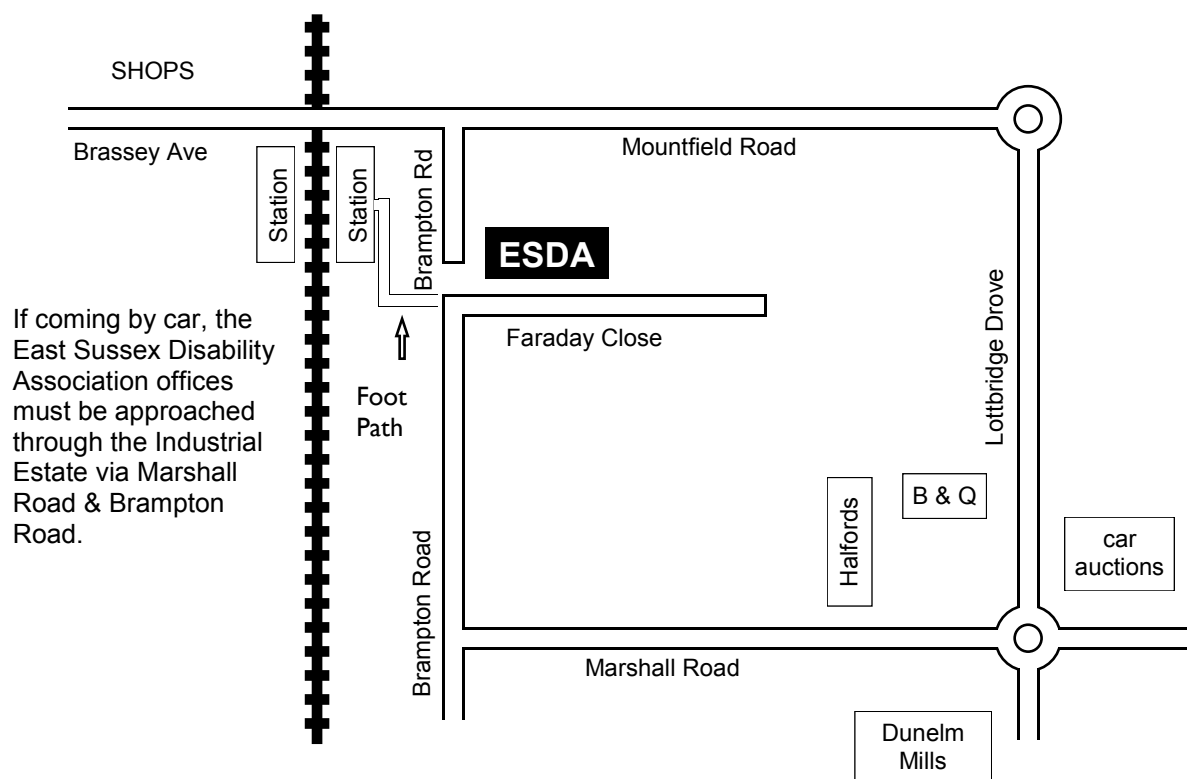 SHOPS
Brassey Ave
Mountfield Road
Station
Station
Brampton Rd
ESDA
Faraday Close
Lottbridge Drove
If coming by car, the
East Sussex Disability
Association offices
must be approached
through the Industrial
Estate via Marshall
Road & Brampton
Road.
Foot
Path
B & Q
Halfords
car
auctions
Brampton Road
Marshall Road
Dunelm
Mills